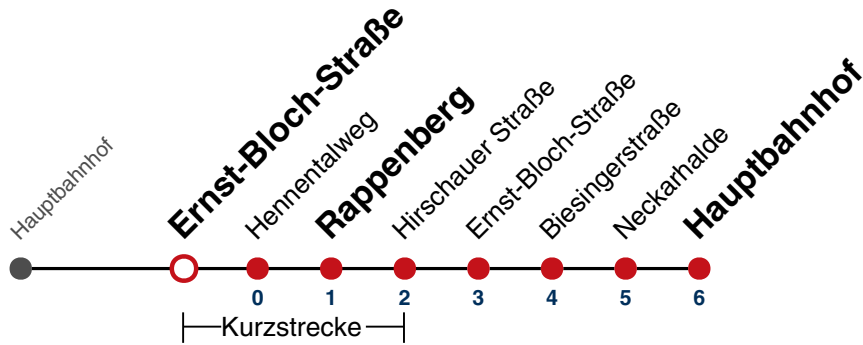 Hauptbahnhof
Ernst-Bloch-Straße
Hennentalweg
Rappenberg
Hirschauer Straße
Ernst-Bloch-Straße
Biesingerstraße
Neckarhalde
Hauptbahnhof
0 1 2 3 4 5 6
Kurzstrecke